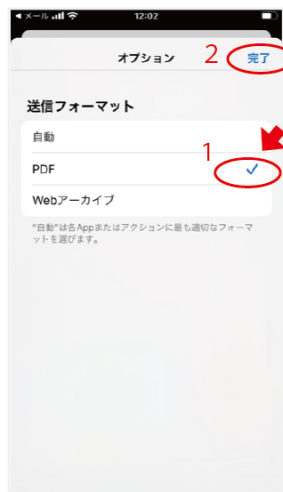 メール 12:02
オプション 2 完了
送信フォーマット
自動
1
PDF
Webアーカイブ
"自動"は各Appまたはアクションに最も適切なフォーマ
ットを選びます。